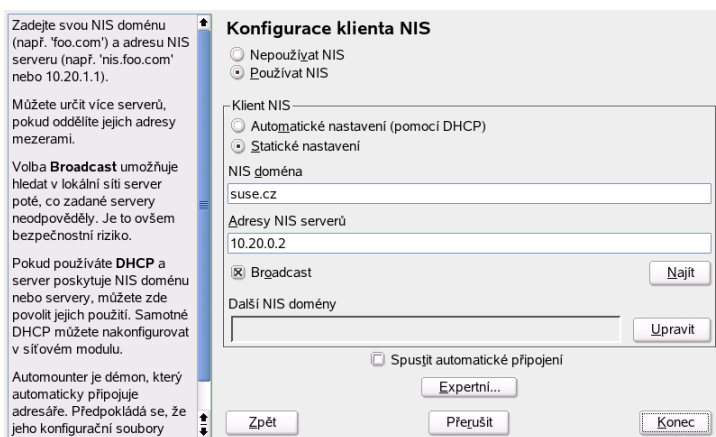 Zadejte svou NIS doménu
(např. 'foo.com') a adresu NIS
serveru (např. 'nis.foo.com'
nebo 10.20.1.1).
Můžete určit více serverů,
pokud oddělíte jejich adresy
mezerami.
Volba Broadcast umožňuje
hledat v lokální síti server
poté, co zadané servery
neodpověděly. Je to ovšem
bezpečnostní riziko.
Pokud používáte DHCP a
server poskytuje NIS doménu
nebo servery, můžete zde
povolit jejich použití. Samotné
DHCP můžete nakonfigurovat
v síťovém modulu.
Automounter je démon, který
automaticky připojuje
adresáře. Předpokládá se, že
jeho konfigurační soubory
Konfigurace klienta NIS
Nepoužívat NIS
Používat NIS
Klient NIS
Automatické nastavení (pomocí DHCP)
Statické nastavení
NIS doména
suse.cz
Adresy NIS serverů
10.20.0.2
Broadcast
Najít
Další NIS domény
Upravit
Spustit automatické připojení
Expertní...
Zpět
Přerušit
Konec